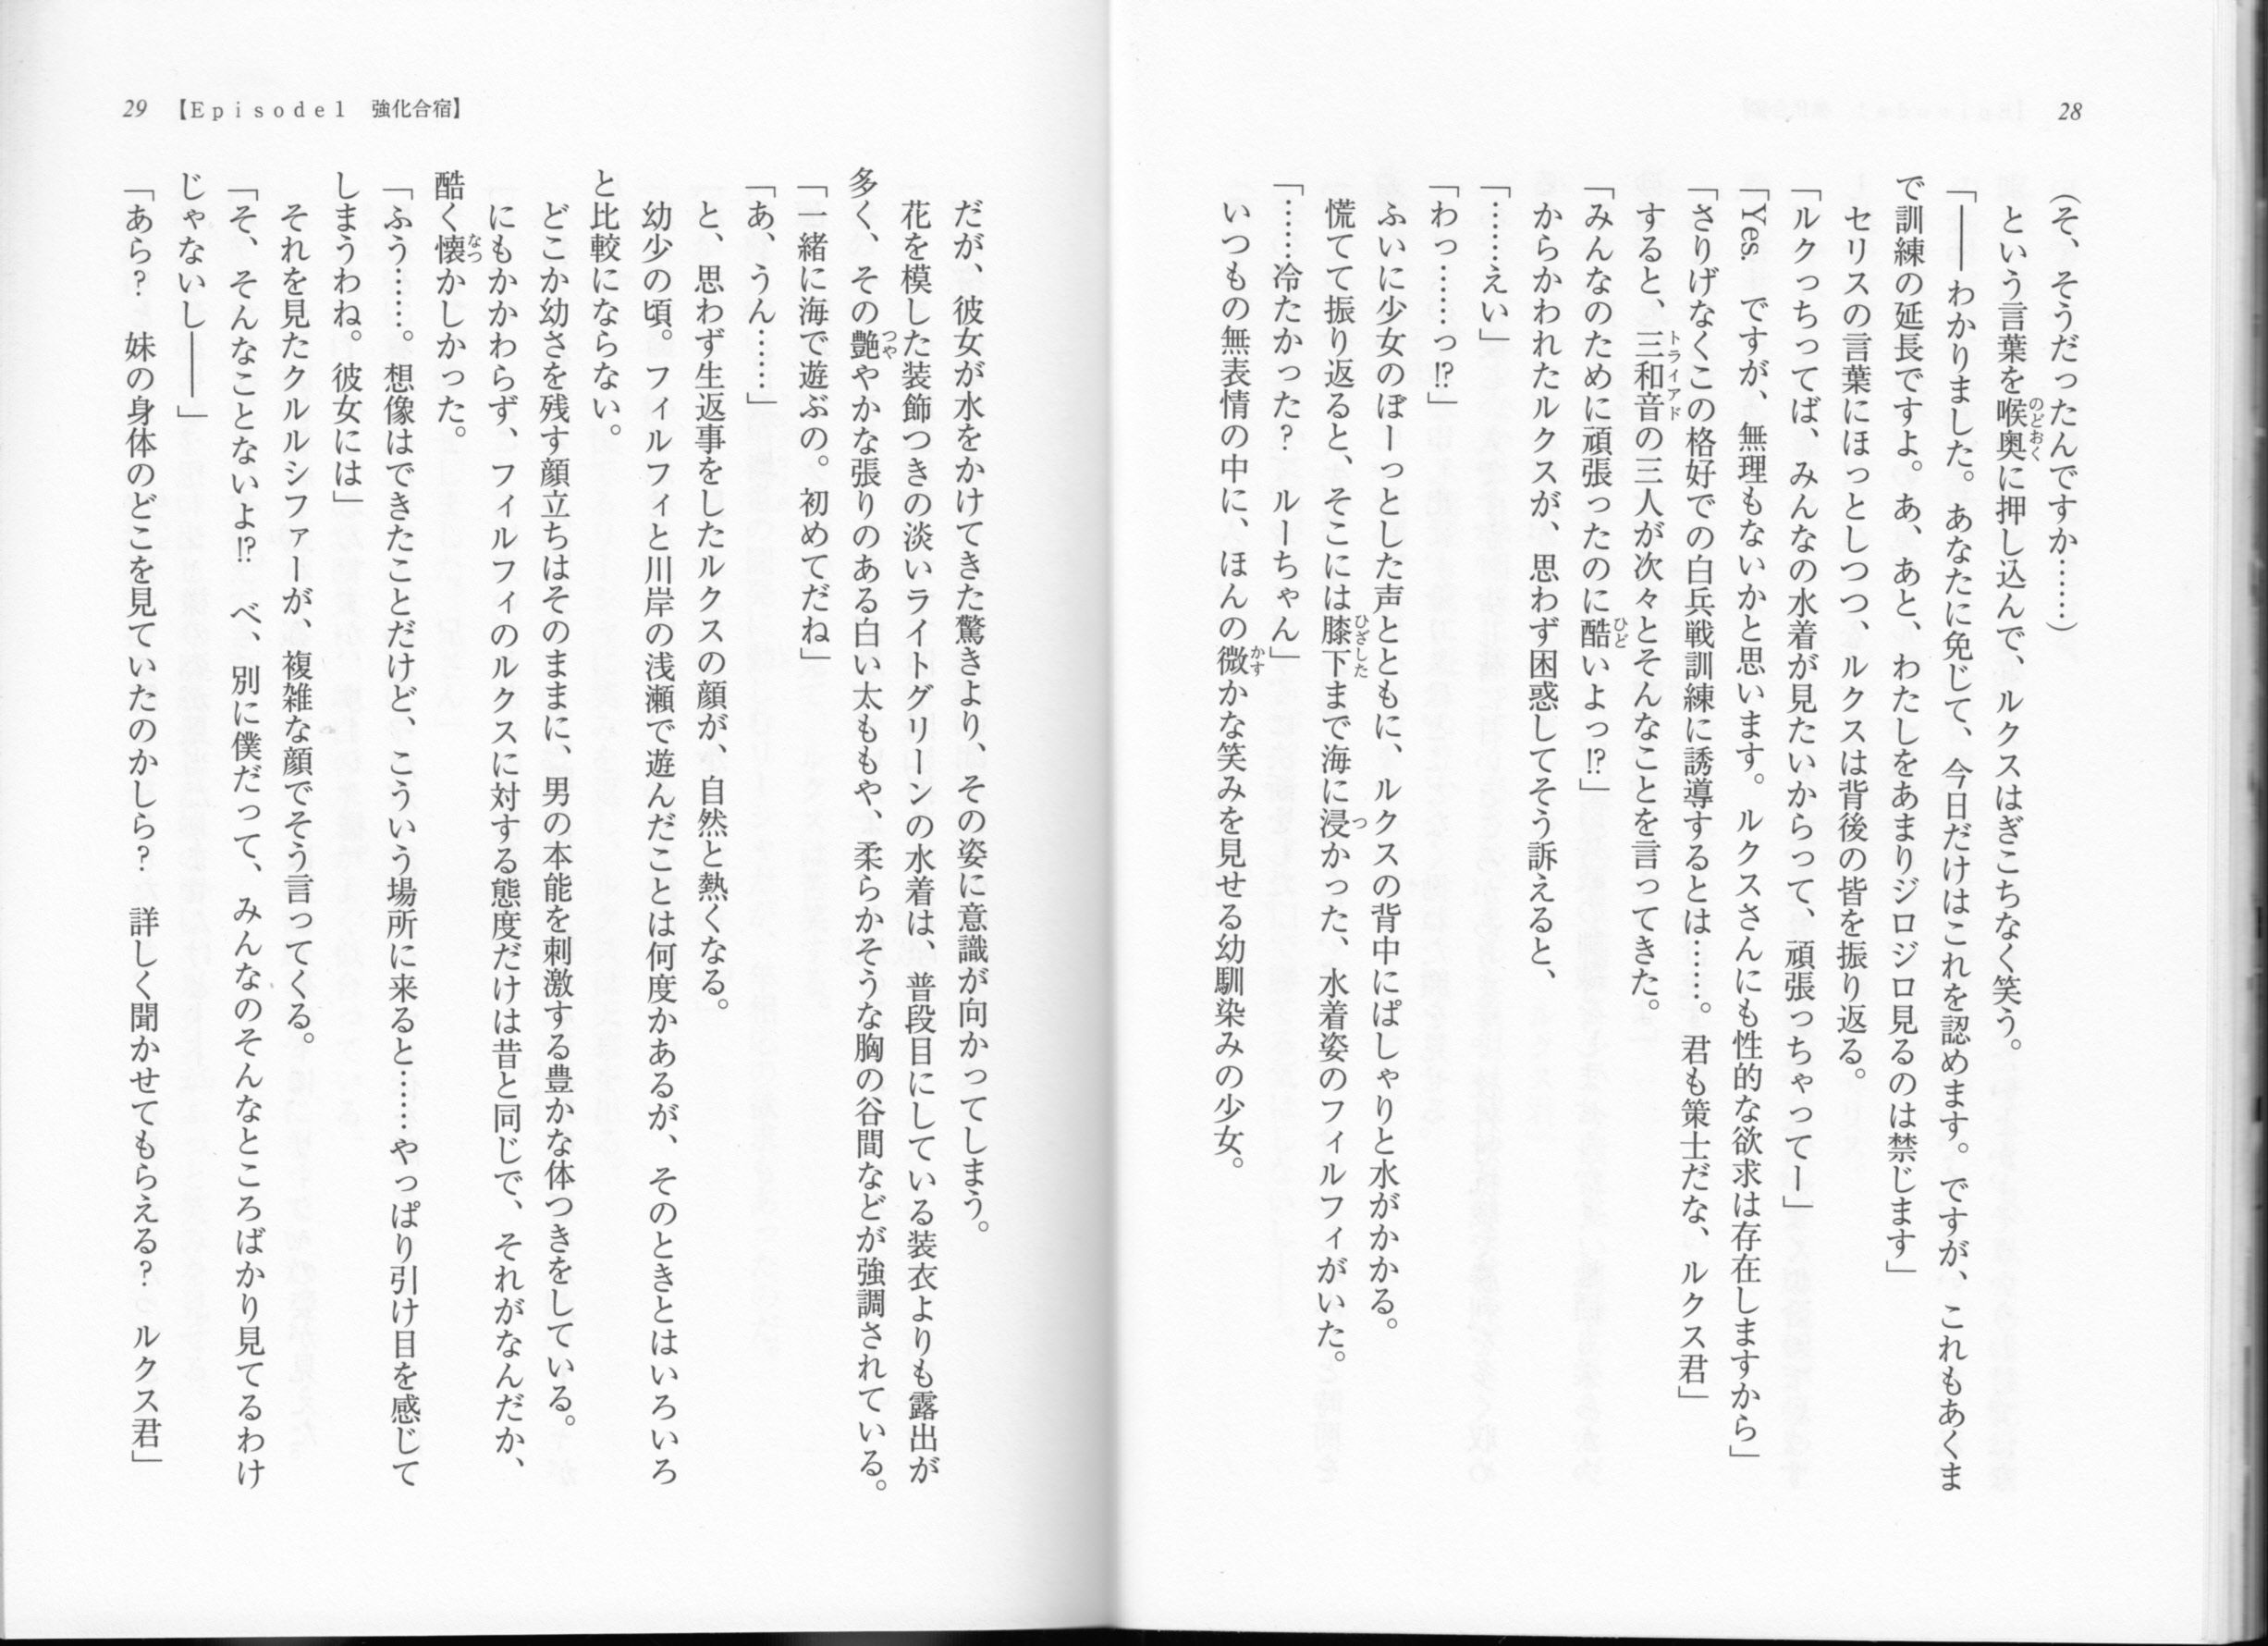 28
（そ、そうだったんですか……）
という言葉を喉奥に押し込んで、ルクスはぎこちなく笑う。
「――わかりました。あなたに免じて、今日だけはこれを認めます。ですが、これもあくま
で訓練の延長ですよ。あ、あと、わたしをあまりジロジロ見るのは禁じます」
セリスの言葉にほっとしつつ、ルクスは背後の皆を振り返る。
「ルクっちってば、みんなの水着が見たいからって、頑張っちゃってー」
「Yes. ですが、無理もないかと思います。ルクスさんにも性的な欲求は存在しますから」
「さりげなくこの格好での白兵戦訓練に誘導するとは……。君も策士だな、ルクス君」
すると、三和音の三人が次々とそんなことを言ってきた。
「みんなのために頑張ったのに酷いよっ!?」
からかわれたルクスが、思わず困惑してそう訴えると、
「……えい」
「わっ……っ!?」
ふいに少女のぼーっとした声とともに、ルクスの背中にぱしゃりと水がかかる。
慌てて振り返ると、そこには膝下まで海に浸かった、水着姿のフィルフィがいた。
「……冷たかった？　ルーちゃん」
いつもの無表情の中に、ほんの微かな笑みを見せる幼馴染みの少女。
29 【Episode1 強化合宿】
だが、彼女が水をかけてきた驚きより、その姿に意識が向かってしまう。
花を模した装飾つきの淡いライトグリーンの水着は、普段目にしている装衣よりも露出が
多く、その艶やかな張りのある白い太ももや、柔らかそうな胸の谷間などが強調されている。
「一緒に海で遊ぶの。初めてだね」
「あ、うん……」
と、思わず生返事をしたルクスの顔が、自然と熱くなる。
幼少の頃。フィルフィと川岸の浅瀬で遊んだことは何度かあるが、そのときとはいろいろ
と比較にならない。
どこか幼さを残す顔立ちはそのままに、男の本能を刺激する豊かな体つきをしている。
にもかかわらず、フィルフィのルクスに対する態度だけは昔と同じで、それがなんだか、
酷く懐かしかった。
「ふう……。想像はできたことだけど、こういう場所に来ると……やっぱり引け目を感じて
しまうわね。彼女には」
それを見たクルルシファーが、複雑な顔でそう言ってくる。
「そ、そんなことないよ!?　べ、別に僕だって、みんなのそんなところばかり見てるわけ
じゃないし――」
「あら？　妹の身体のどこを見ていたのかしら？　詳しく聞かせてもらえる？　ルクス君」